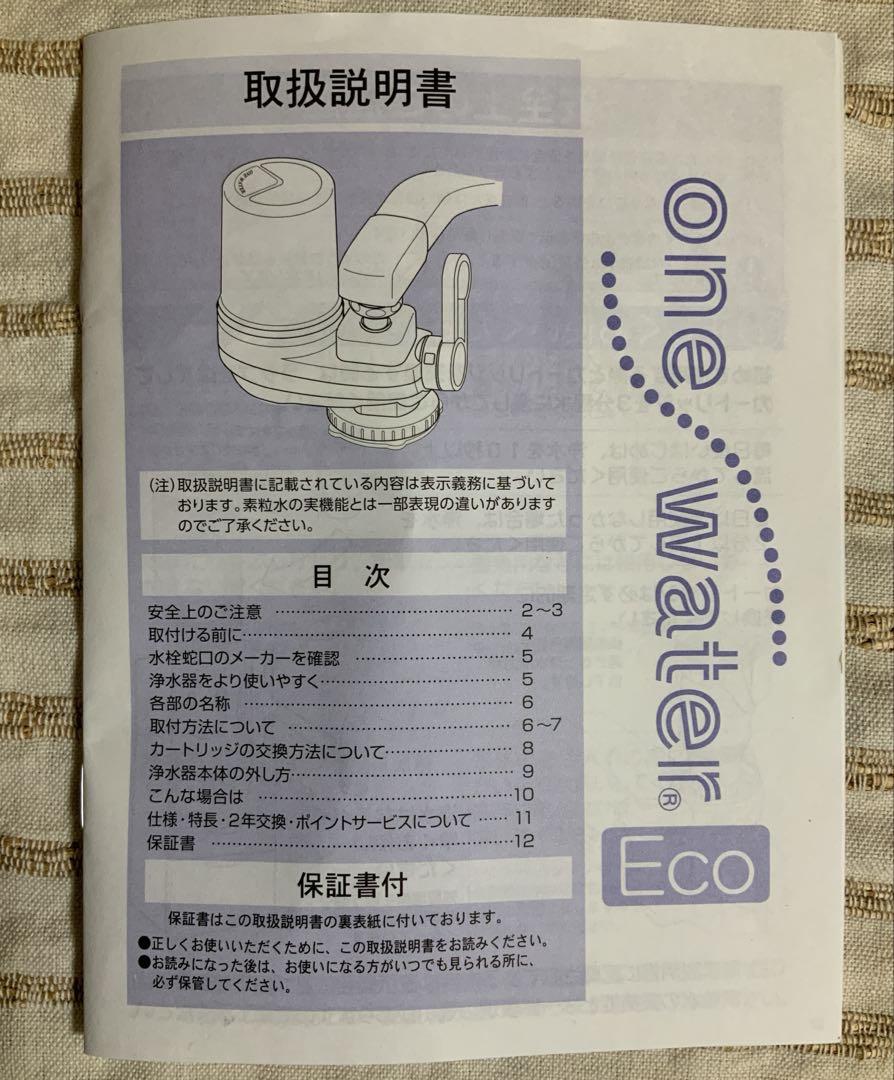 取扱説明書
ONE WATER
(注)取扱説明書に記載されている内容は表示義務に基づいて
おります。素粒水の実機能とは一部表現の違いがあります
のでご了承ください。
目 次
安全上のご注意 ………………………… 2〜3
取付ける前に………………………… 4
水栓蛇口のメーカーを確認 ………………… 5
浄水器をより使いやすく……………………… 5
各部の名称 ……………………………… 6
取付方法について ……………………… 6〜7
カートリッジの交換方法について……………… 8
浄水器本体の外し方………………………… 9
こんな場合は ……………………………10
仕様・特長・2年交換・ポイントサービスについて …… 11
保証書 …………………………………12
保証書付
保証書はこの取扱説明書の裏表紙に付いております。
●正しくお使いいただくために、この取扱説明書をお読みください。
●お読みになった後は、お使いになる方がいつでも見られる所に、
必ず保管してください。
one water®
Eco